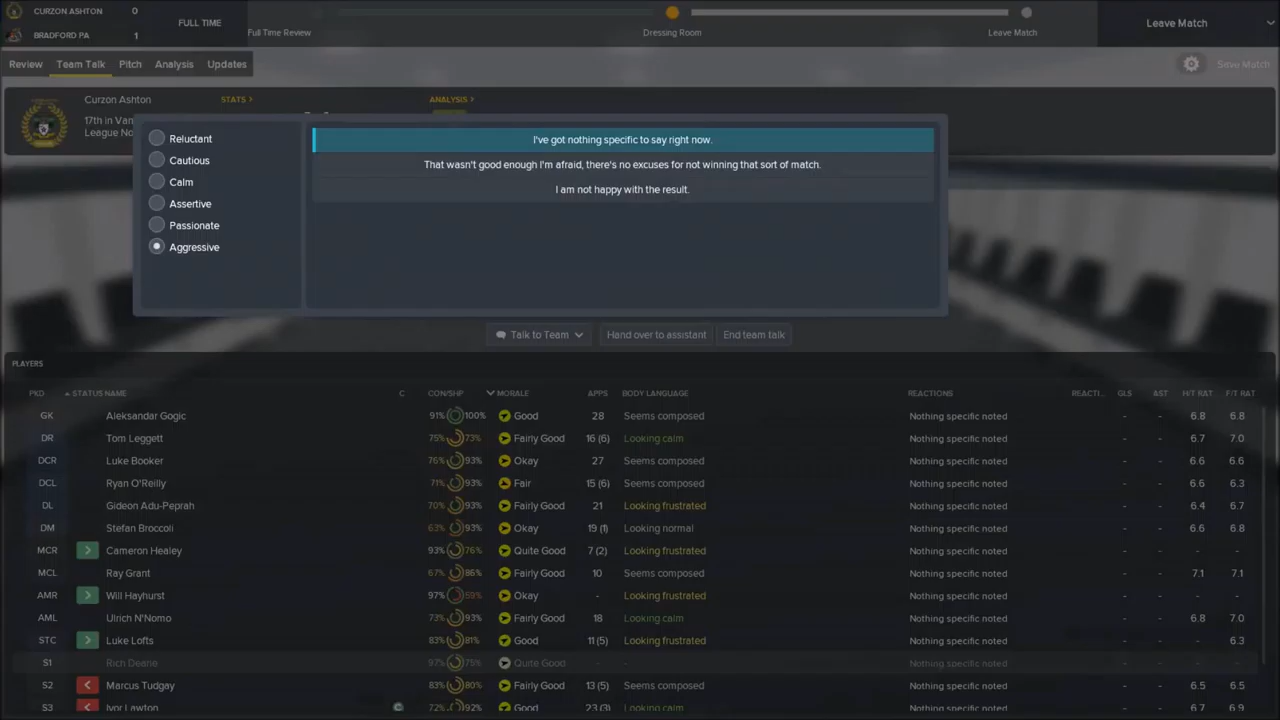 CURZON ASHTON 0
BRADFORD PA 1
FULL TIME
Full Time Review
Dressing Room
Leave Match
Leave Match
Review Team Talk Pitch Analysis Updates
Save Match
Curzon Ashton
STATS >
ANALYSIS >
17th in Van
League No
Reluctant
Cautious
Calm
Assertive
Passionate
Aggressive
I've got nothing specific to say right now.
That wasn't good enough I'm afraid, there's no excuses for not winning that sort of match.
I am not happy with the result.
Talk to Team Hand over to assistant End team talk
PLAYERS
PKD STATUS NAME C CON/SHP MORALE APPS BODY LANGUAGE REACTIONS REACTI... GLS AST H/T RAT F/T RAT
GK Aleksandar Gogic 91% 100% Good 28 Seems composed Nothing specific noted - - 6.8 6.8
DR Tom Leggett 75% 73% Fairly Good 16 (6) Looking calm Nothing specific noted - - 6.7 7.0
DCR Luke Booker 76% 93% Okay 27 Seems composed Nothing specific noted - - 6.6 6.6
DCL Ryan O'Reilly 71% 93% Fair 15 (6) Seems composed Nothing specific noted - - 6.6 6.3
DL Gideon Adu-Peprah 70% 93% Fairly Good 21 Looking frustrated Nothing specific noted - - 6.4 6.7
DM Stefan Broccoli 63% 93% Okay 19 (1) Looking normal Nothing specific noted - - 6.6 6.8
MCR Cameron Healey 93% 76% Quite Good 7 (2) Looking frustrated Nothing specific noted - - - -
MCL Ray Grant 67% 86% Fairly Good 10 Seems composed Nothing specific noted - - 7.1 7.1
AMR Will Hayhurst 97% 59% Okay - Looking frustrated Nothing specific noted - - - -
AML Ulrich N'Nomo 73% 93% Fairly Good 18 Looking calm Nothing specific noted - - 6.8 7.0
STC Luke Lofts 83% 81% Good 11 (5) Looking frustrated Nothing specific noted - - - 6.3
S1 Rich Deane 97% 75% Quite Good - - Nothing specific noted - - - -
S2 Marcus Tudgay 83% 80% Fairly Good 13 (5) Seems composed Nothing specific noted - - 6.5 6.5
S3 Ivor Lawton C 72% 92% Good 23 (3) Looking calm Nothing specific noted - - 6.7 6.9